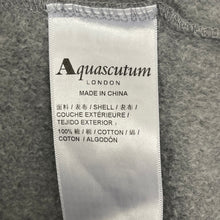 Aquascutum
LONDON
MADE IN CHINA
面料 / 表布 / SHELL / 表布 /
COUCHE EXTÉRIEURE /
TEJIDO EXTERIOR /
100% 棉 / 綿 / COTTON / 綿 /
COTON / ALGODÓN